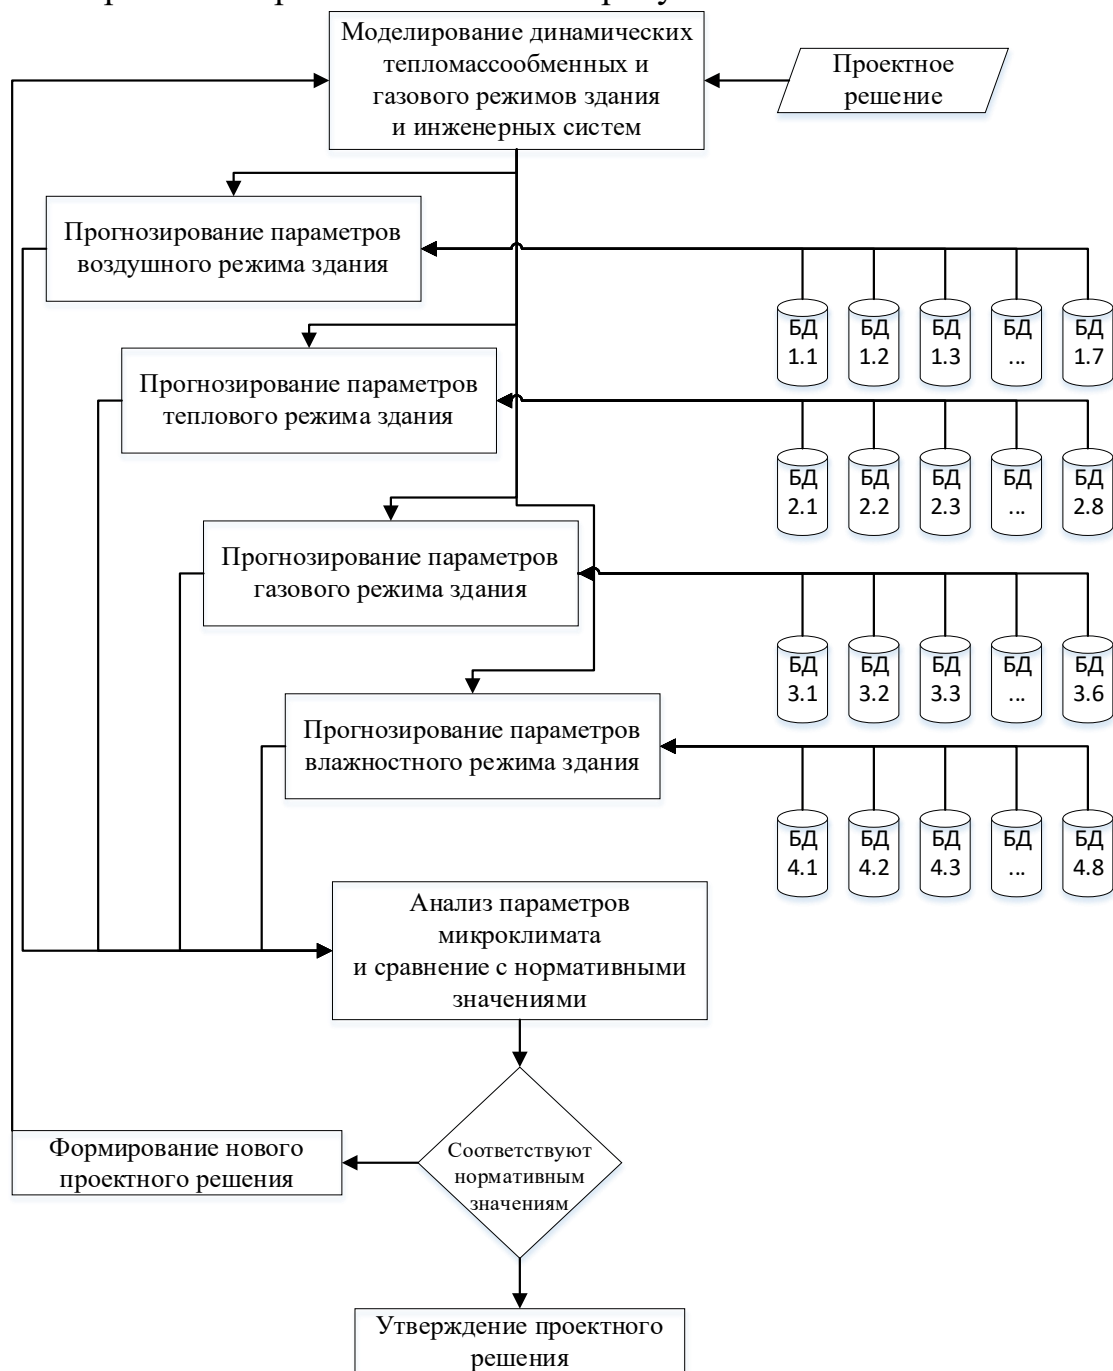 Моделирование динамических
тепломассообменных и
газового режимов здания
и инженерных систем
Проектное
решение
Прогнозирование параметров
воздушного режима здания
БД
1.1
БД
1.2
БД
1.3
БД
...
БД
1.7
Прогнозирование параметров
теплового режима здания
БД
2.1
БД
2.2
БД
2.3
БД
...
БД
2.8
Прогнозирование параметров
газового режима здания
БД
3.1
БД
3.2
БД
3.3
БД
...
БД
3.6
Прогнозирование параметров
влажностного режима здания
БД
4.1
БД
4.2
БД
4.3
БД
...
БД
4.8
Анализ параметров
микроклимата
и сравнение с нормативными
значениями
Соответствуют
нормативным
значениям
Формирование нового
проектного решения
Утверждение проектного
решения